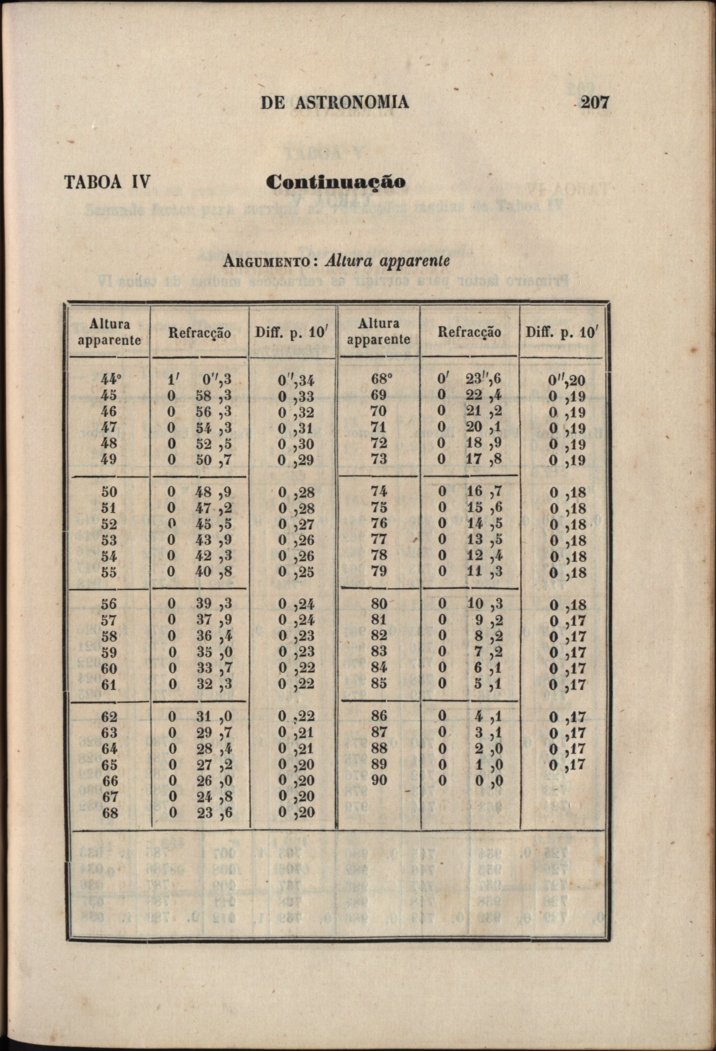 DE ASTRONOMIA 207
TABOA IV Continuação
ARGUMENTO: Altura apparente
Altura apparente | Refracção | Diff. p. 10′ | Altura apparente | Refracção | Diff. p. 10′
44° 1′ 0″,3 0″,34 68° 0′ 23″,6 0″,20
45 0 58 ,3 0 ,33 69 0 22 ,4 0 ,19
46 0 56 ,3 0 ,32 70 0 21 ,2 0 ,19
47 0 54 ,3 0 ,31 71 0 20 ,1 0 ,19
48 0 52 ,5 0 ,30 72 0 18 ,9 0 ,19
49 0 50 ,7 0 ,29 73 0 17 ,8 0 ,19
50 0 48 ,9 0 ,28 74 0 16 ,7 0 ,18
51 0 47 ,2 0 ,28 75 0 15 ,6 0 ,18
52 0 45 ,5 0 ,27 76 0 14 ,5 0 ,18
53 0 43 ,9 0 ,26 77 0 13 ,5 0 ,18
54 0 42 ,3 0 ,26 78 0 12 ,4 0 ,18
55 0 40 ,8 0 ,25 79 0 11 ,3 0 ,18
56 0 39 ,3 0 ,24 80 0 10 ,3 0 ,18
57 0 37 ,9 0 ,24 81 0 9 ,2 0 ,17
58 0 36 ,4 0 ,23 82 0 8 ,2 0 ,17
59 0 35 ,0 0 ,23 83 0 7 ,2 0 ,17
60 0 33 ,7 0 ,22 84 0 6 ,1 0 ,17
61 0 32 ,3 0 ,22 85 0 5 ,1 0 ,17
62 0 31 ,0 0 ,22 86 0 4 ,1 0 ,17
63 0 29 ,7 0 ,21 87 0 3 ,1 0 ,17
64 0 28 ,4 0 ,21 88 0 2 ,0 0 ,17
65 0 27 ,2 0 ,20 89 0 1 ,0 0 ,17
66 0 26 ,0 0 ,20 90 0 0 ,0
67 0 24 ,8 0 ,20
68 0 23 ,6 0 ,20